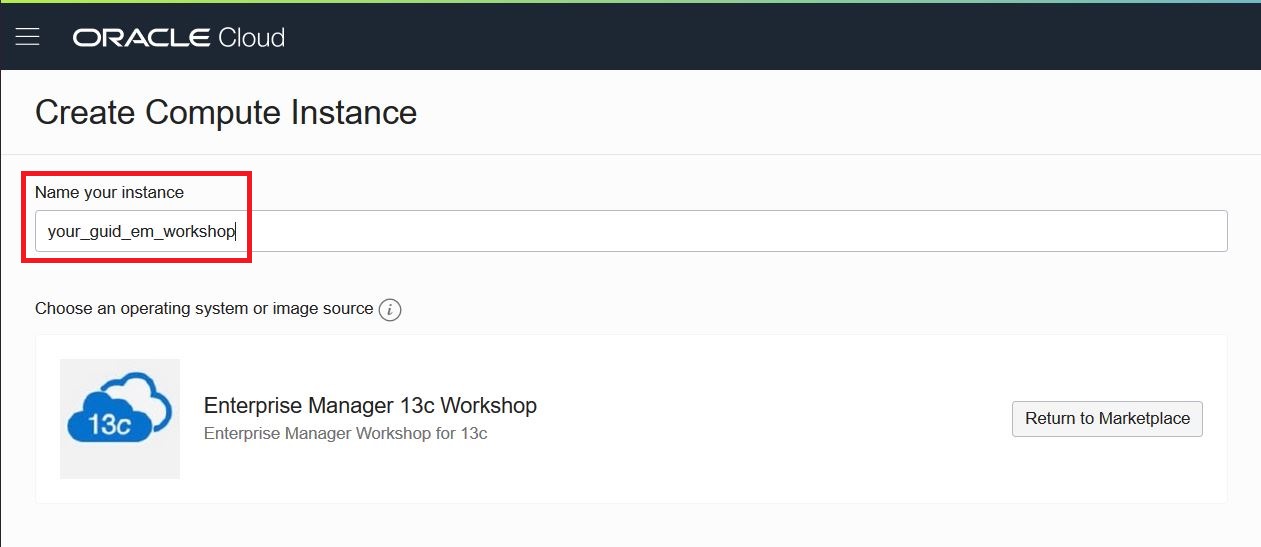 ORACLE Cloud
Create Compute Instance
Name your instance
your_guid_em_workshop
Choose an operating system or image source i
13c
Enterprise Manager 13c Workshop
Enterprise Manager Workshop for 13c
Return to Marketplace